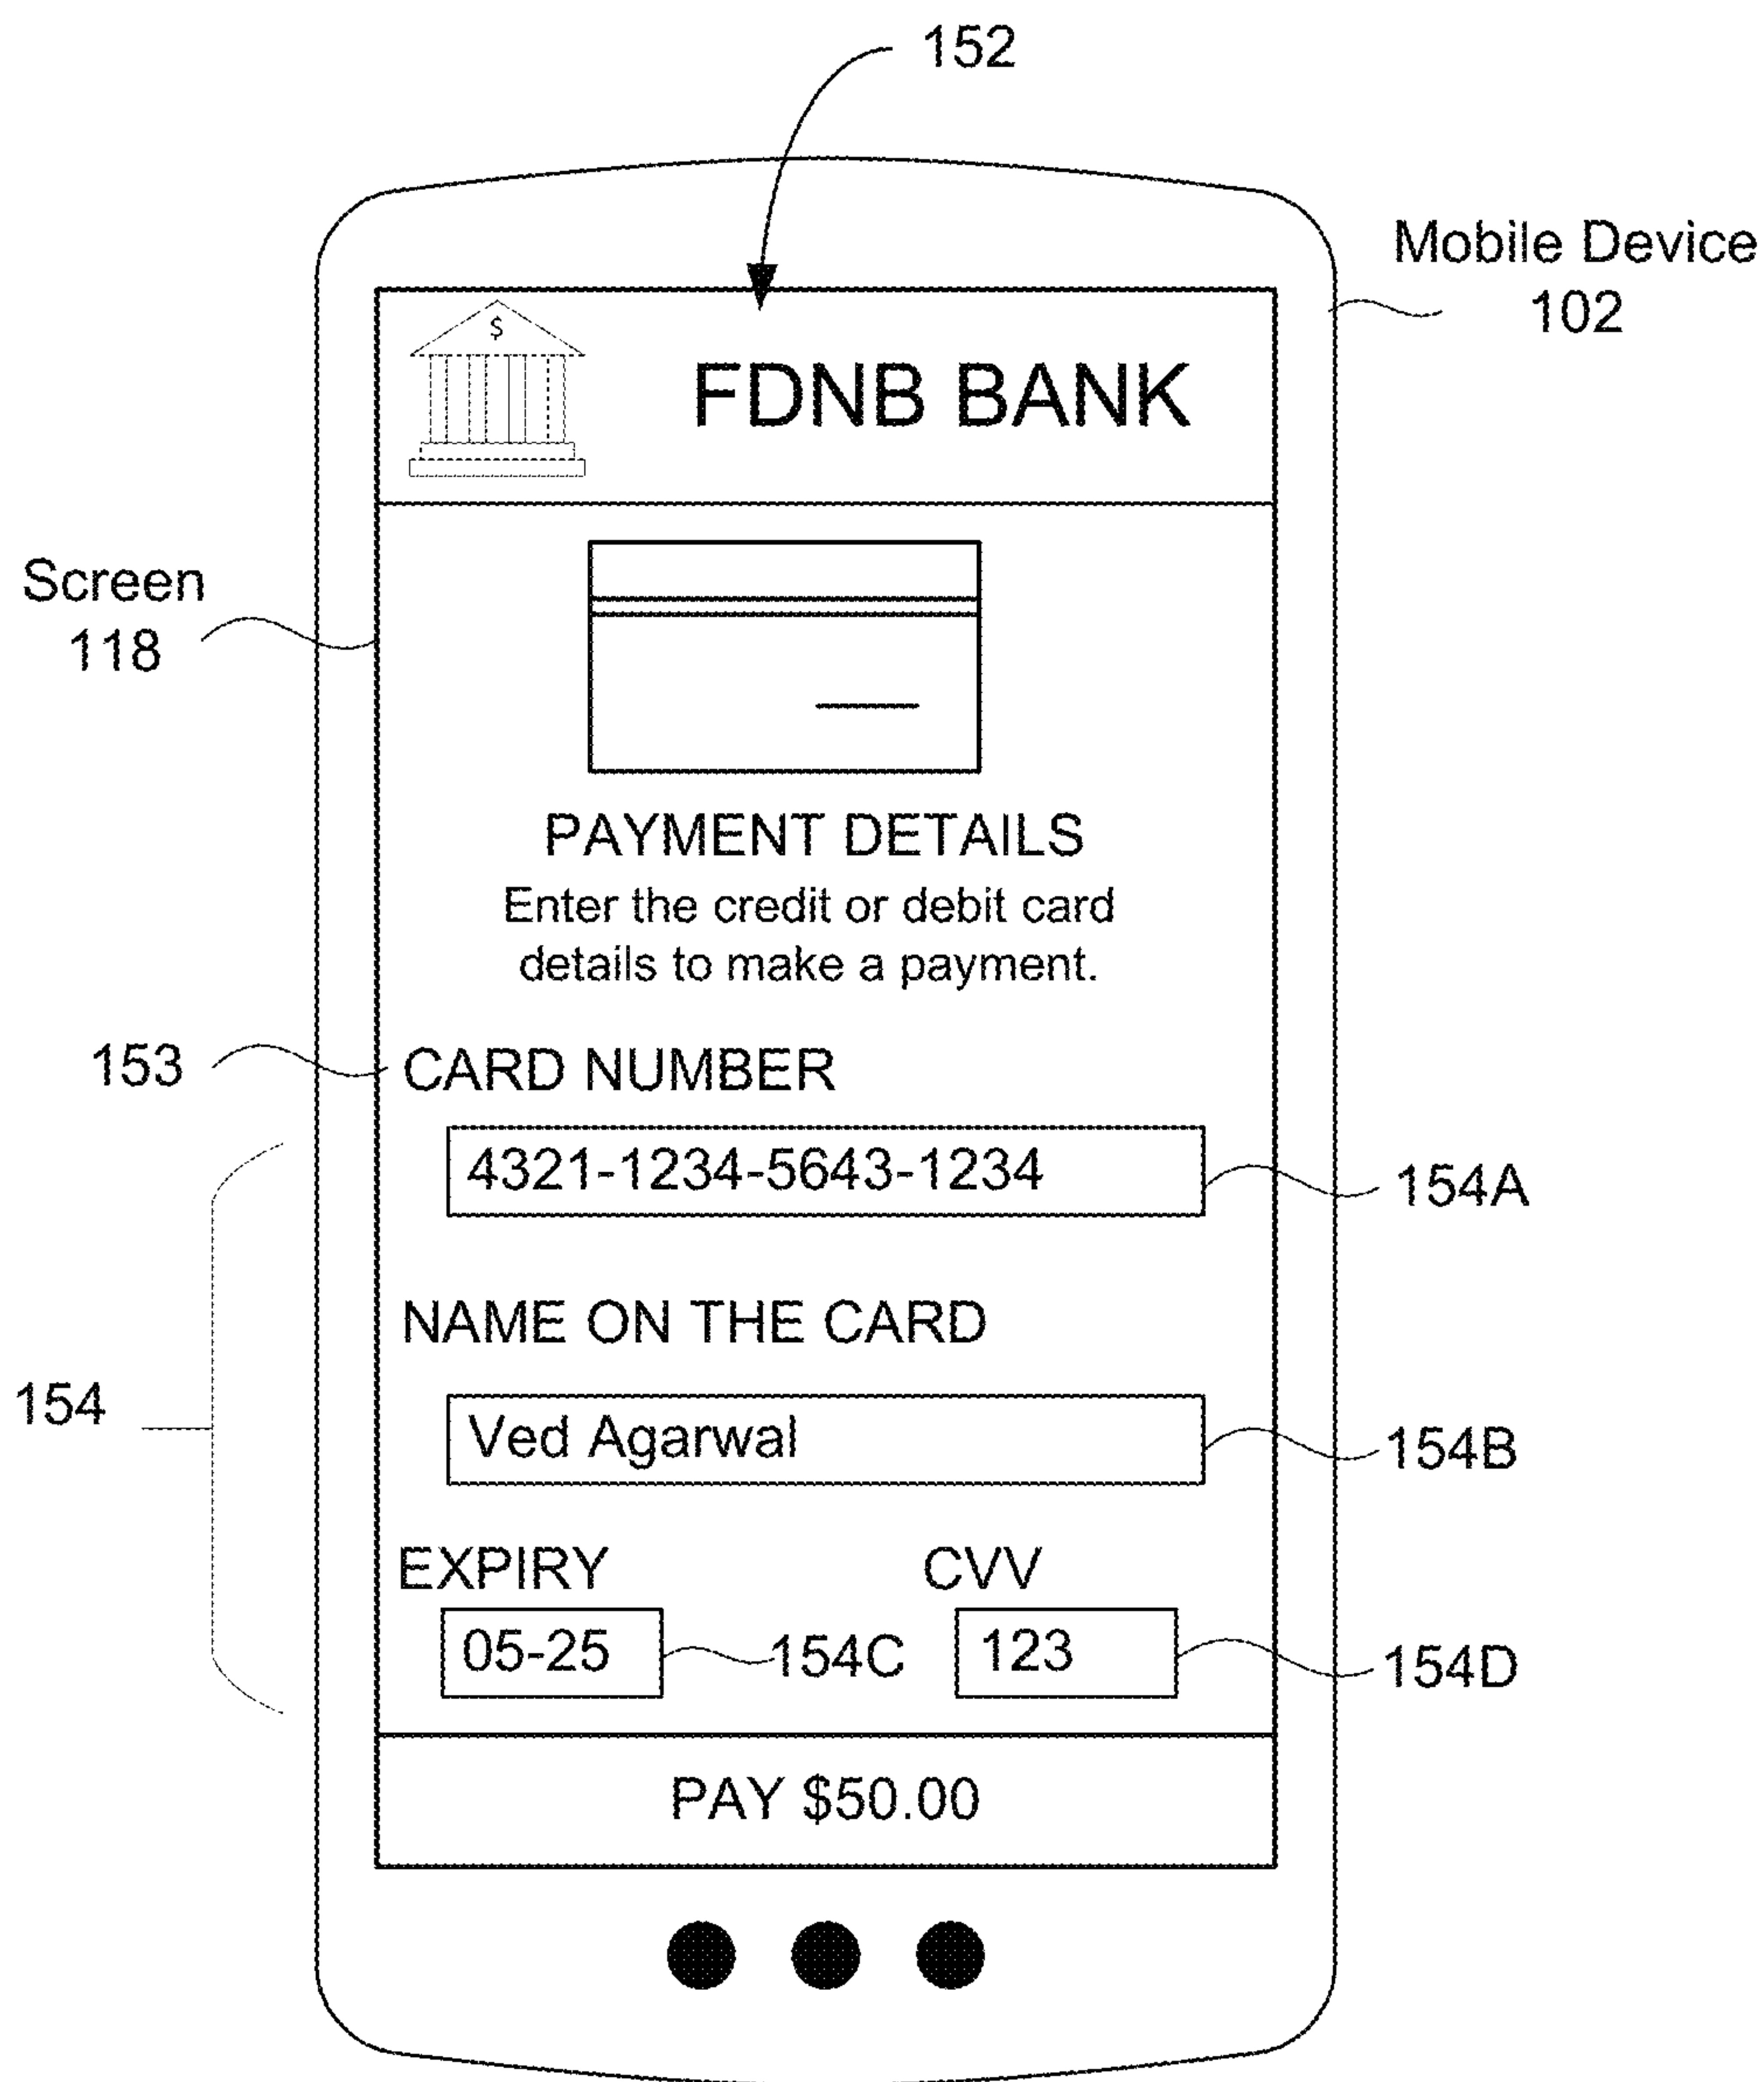 152
Mobile Device
102
$
FDNB BANK
Screen
118
PAYMENT DETAILS
Enter the credit or debit card
details to make a payment.
153
CARD NUMBER
4321-1234-5643-1234
154A
NAME ON THE CARD
154
Ved Agarwal
154B
EXPIRY
CVV
05-25
154C
123
154D
PAY $50.00